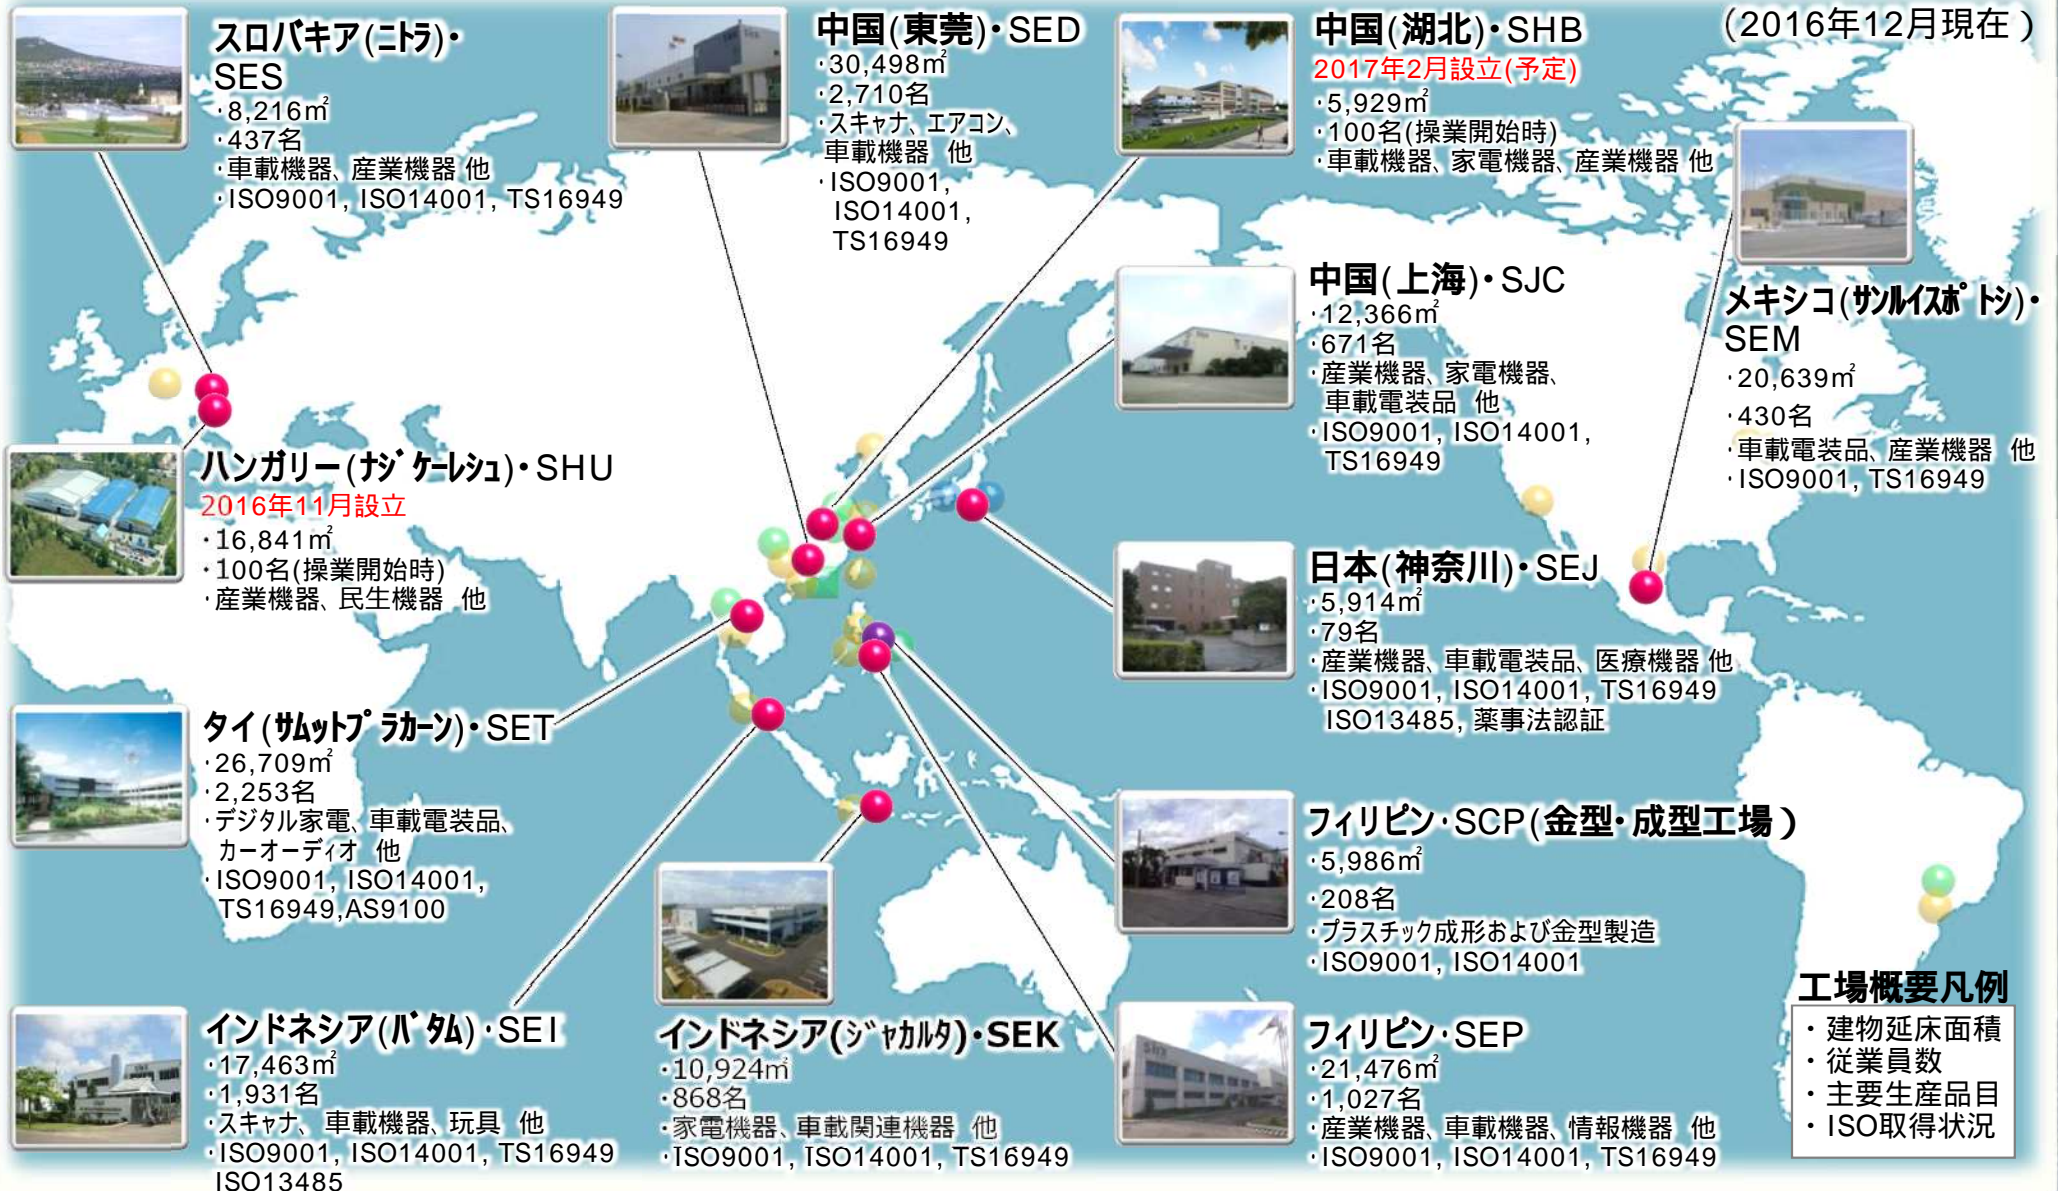 (2016年12月現在)
スロバキア(ニトラ)・
SES
・8,216㎡
・437名
・車載機器、産業機器 他
・ISO9001, ISO14001, TS16949
中国(東莞)・SED
・30,498㎡
・2,710名
・スキャナ、エアコン、
車載機器 他
・ISO9001,
ISO14001,
TS16949
中国(湖北)・SHB
2017年2月設立(予定)
・5,929㎡
・100名(操業開始時)
・車載機器、家電機器、産業機器 他
中国(上海)・SJC
・12,366㎡
・671名
・産業機器、家電機器、
車載電装品 他
・ISO9001, ISO14001,
TS16949
メキシコ(サンルイスポトシ)・
SEM
・20,639㎡
・430名
・車載電装品、産業機器 他
・ISO9001, TS16949
ハンガリー(ナジケーレシュ)・SHU
2016年11月設立
・16,841㎡
・100名(操業開始時)
・産業機器、民生機器 他
日本(神奈川)・SEJ
・5,914㎡
・79名
・産業機器、車載電装品、医療機器 他
・ISO9001, ISO14001, TS16949
ISO13485, 薬事法認証
タイ(サムットプラカーン)・SET
・26,709㎡
・2,253名
・デジタル家電、車載電装品、
カーオーディオ 他
・ISO9001, ISO14001,
TS16949,AS9100
フィリピン・SCP(金型・成型工場)
・5,986㎡
・208名
・プラスチック成形および金型製造
・ISO9001, ISO14001
インドネシア(バタム)・SEI
・17,463㎡
・1,931名
・スキャナ、車載機器、玩具 他
・ISO9001, ISO14001, TS16949
ISO13485
インドネシア(ジャカルタ)・SEK
・10,924㎡
・868名
・家電機器、車載関連機器 他
・ISO9001, ISO14001, TS16949
フィリピン・SEP
・21,476㎡
・1,027名
・産業機器、車載機器、情報機器 他
・ISO9001, ISO14001, TS16949
工場概要凡例
・建物延床面積
・従業員数
・主要生産品目
・ISO取得状況